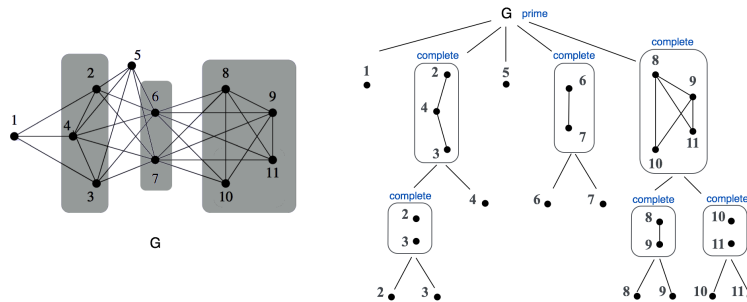 G prime
complete complete complete
1 2 4 3 5 6 7 8 9 10 11
complete 4 6 7 complete complete
2 3 8 9 10 11
2 3 8 9 10 11
1 2 3 4 5 6 7 8 9 10 11
G